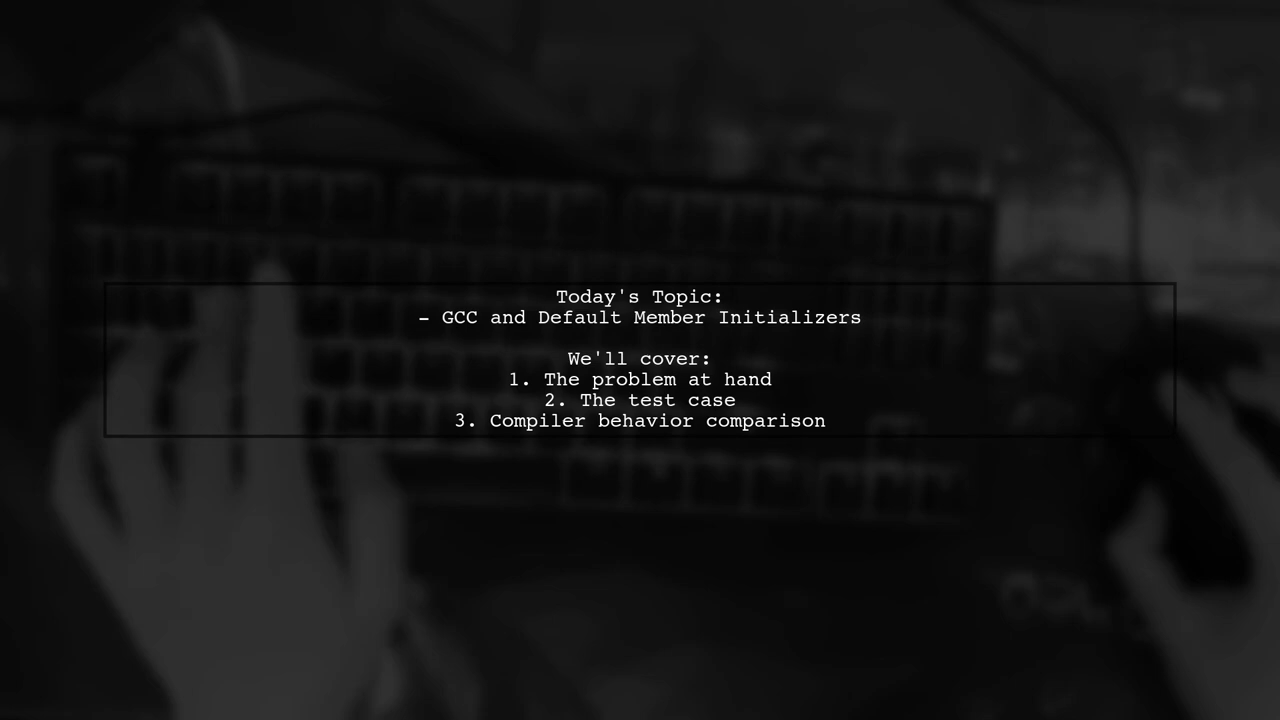 Today's Topic:
- GCC and Default Member Initializers
We'll cover:
1. The problem at hand
2. The test case
3. Compiler behavior comparison